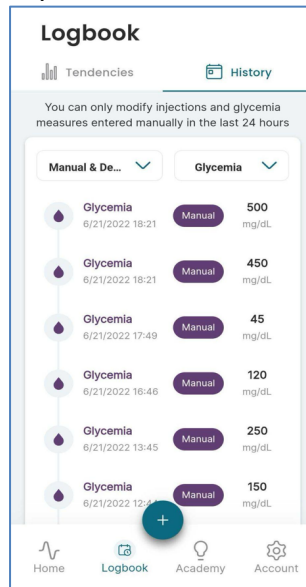 Logbook
Tendencies
History
You can only modify injections and glycemia
measures entered manually in the last 24 hours
Manual & De...
Glycemia
Glycemia
Manual
500
6/21/2022 18:21
mg/dL
Glycemia
Manual
450
6/21/2022 18:21
mg/dL
Glycemia
Manual
45
6/21/2022 17:49
mg/dL
Glycemia
Manual
120
6/21/2022 16:46
mg/dL
Glycemia
Manual
250
6/21/2022 13:45
mg/dL
Glycemia
Manual
150
6/21/2022
mg/dL
+
Home
Logbook
Academy
Account